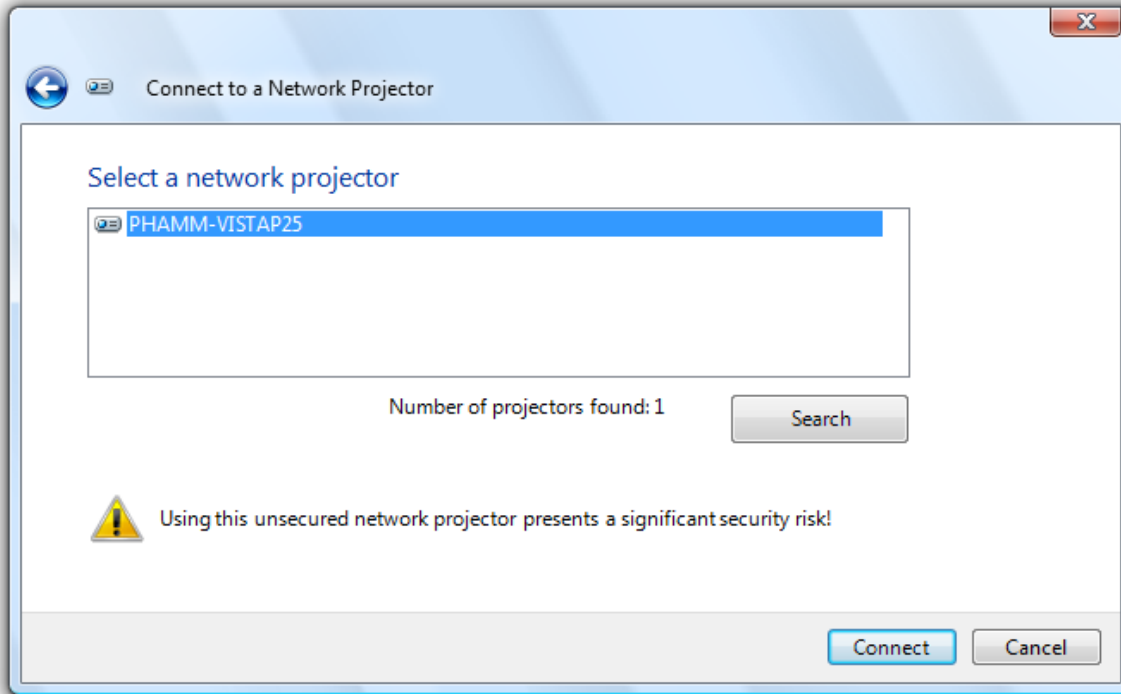 Connect to a Network Projector
Select a network projector
PHAMM-VISTAP25
Number of projectors found: 1
Search
Using this unsecured network projector presents a significant security risk!
Connect
Cancel